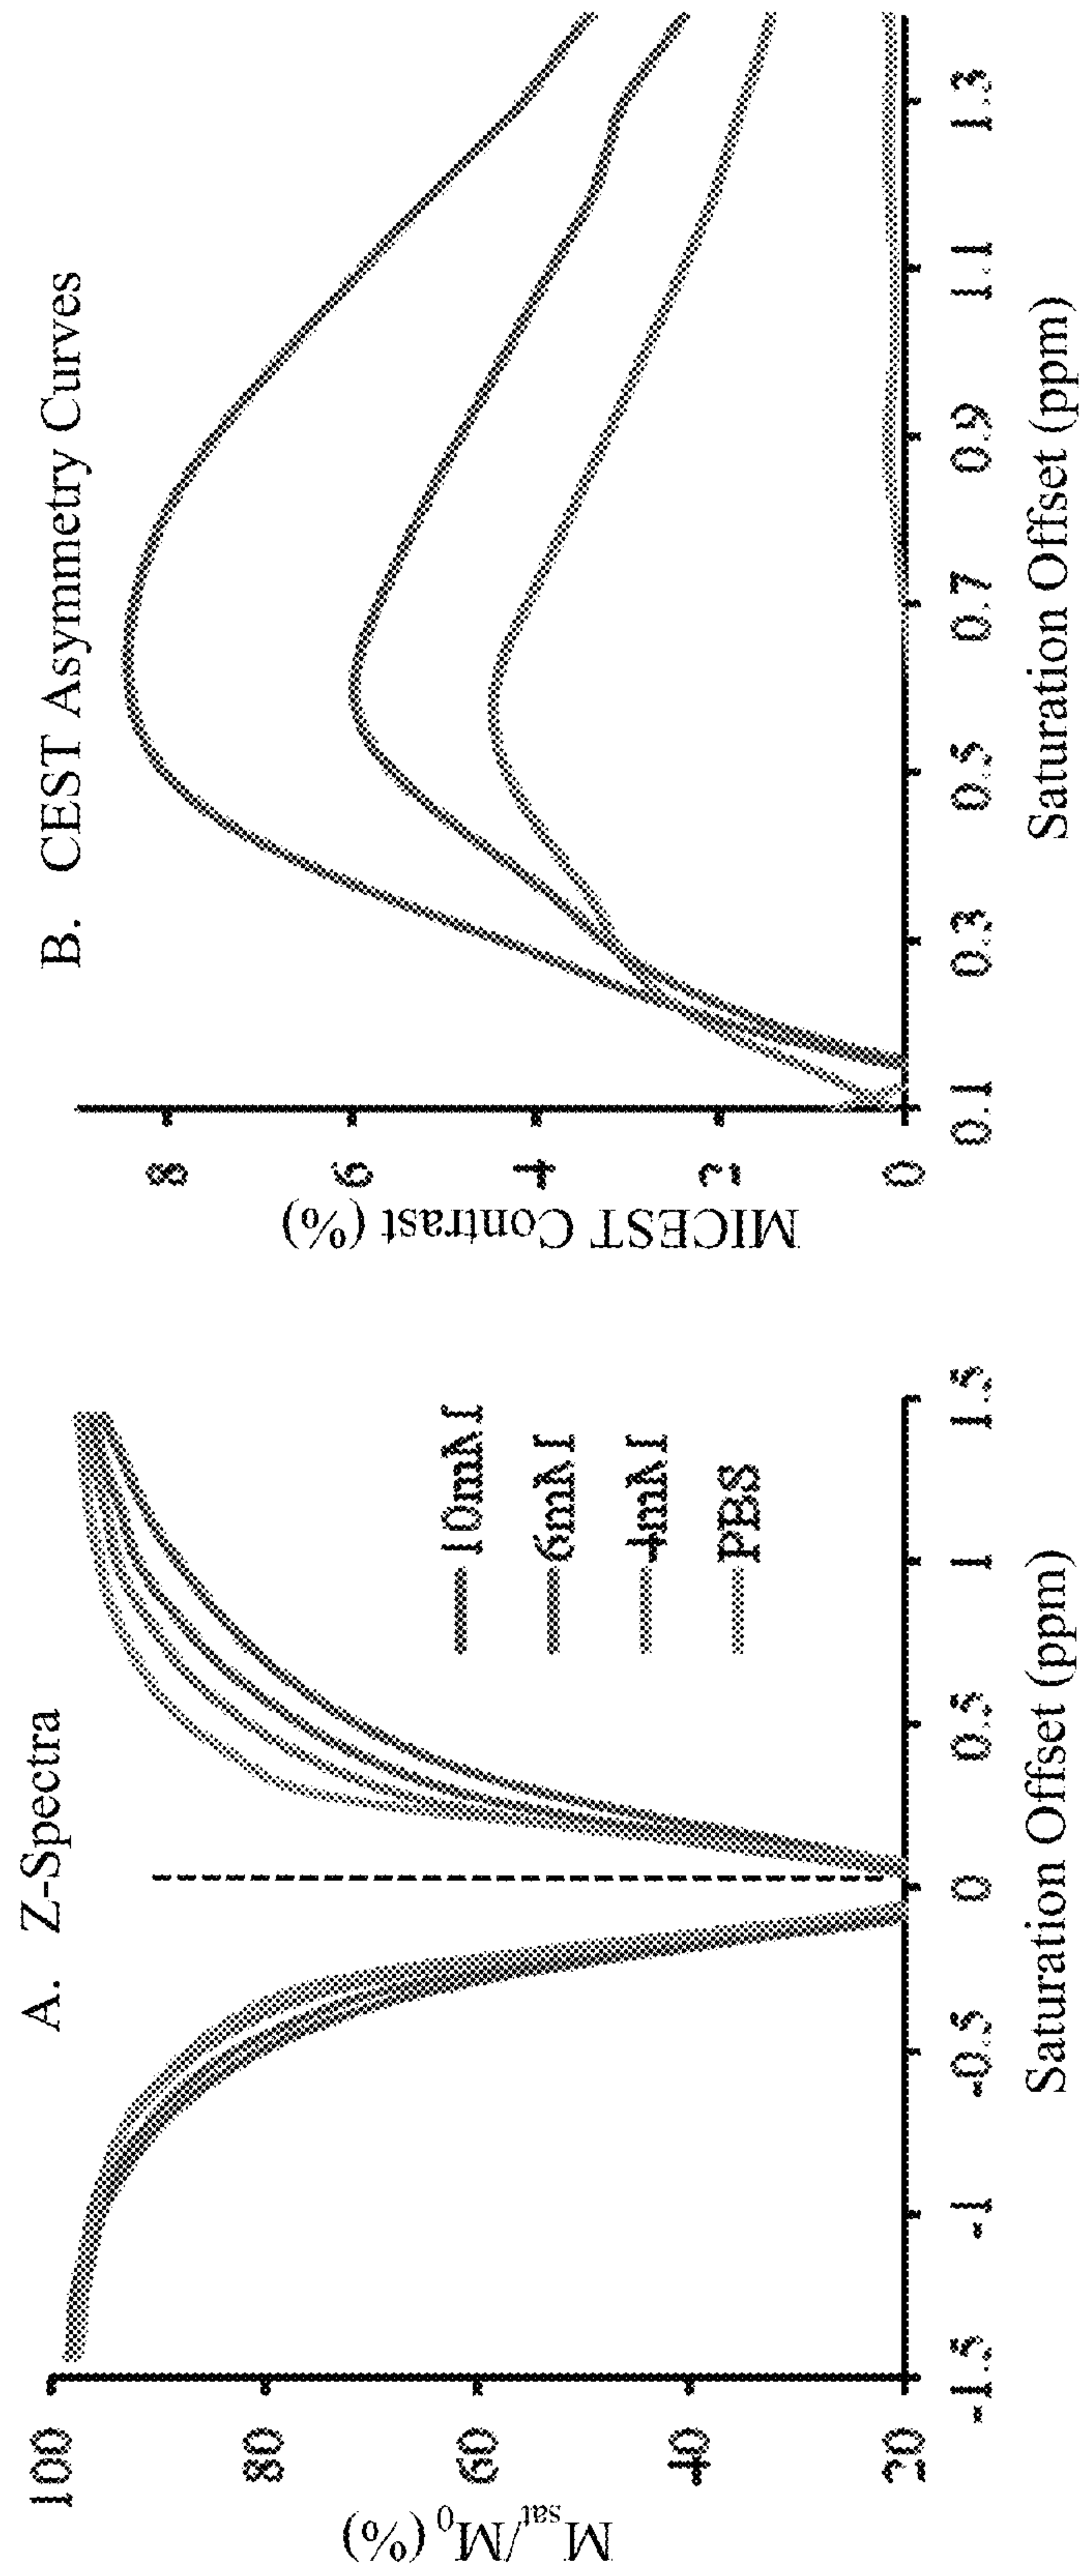 A. Z-Spectra
M_sat/M_0 (%)
100
80
60
40
20
-1.5
-1
-0.5
0
0.5
1
1.5
Saturation Offset (ppm)
10mM
6mM
4mM
PBS
B. CEST Asymmetry Curves
MICEST Contrast (%)
8
6
4
2
0
0.1
0.3
0.5
0.7
0.9
1.1
1.3
Saturation Offset (ppm)